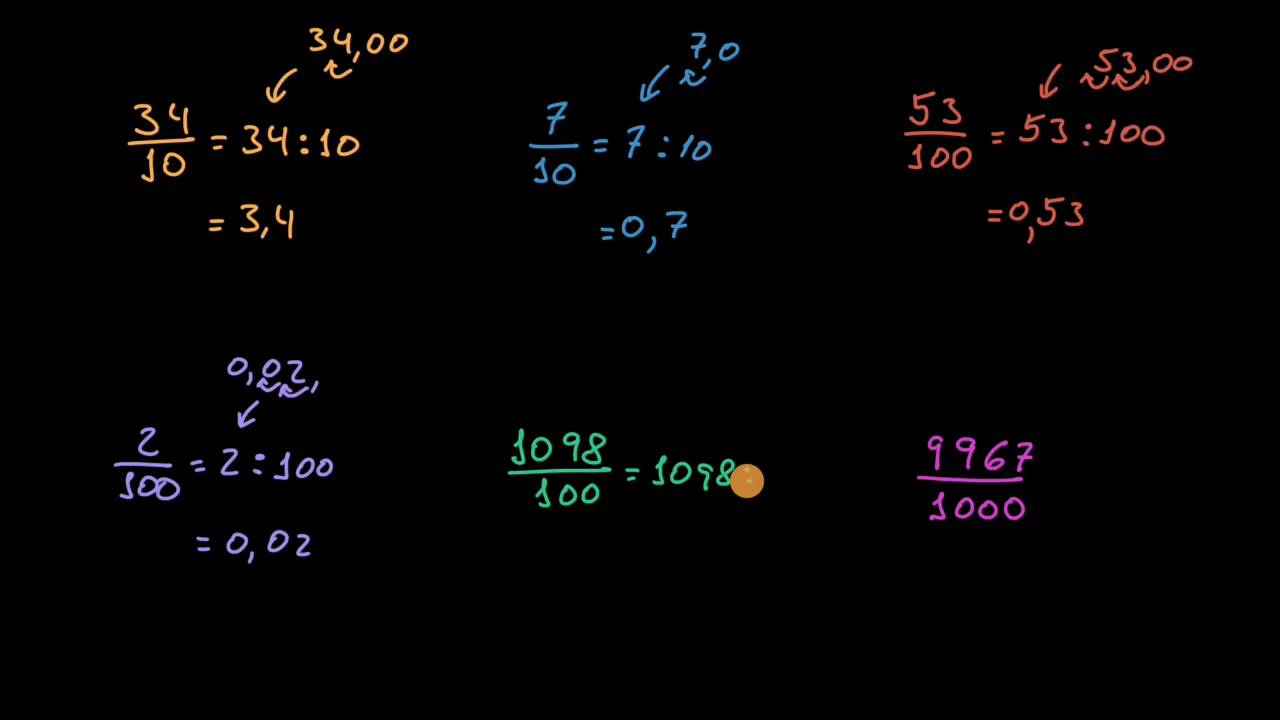 34,00
34/10 = 34 : 10
= 3,4
7,0
7/10 = 7 : 10
= 0,7
53,00
53/100 = 53 : 100
= 0,53
0,02,
2/100 = 2 : 100
= 0,02
1098/100 = 1098 :
9967/1000